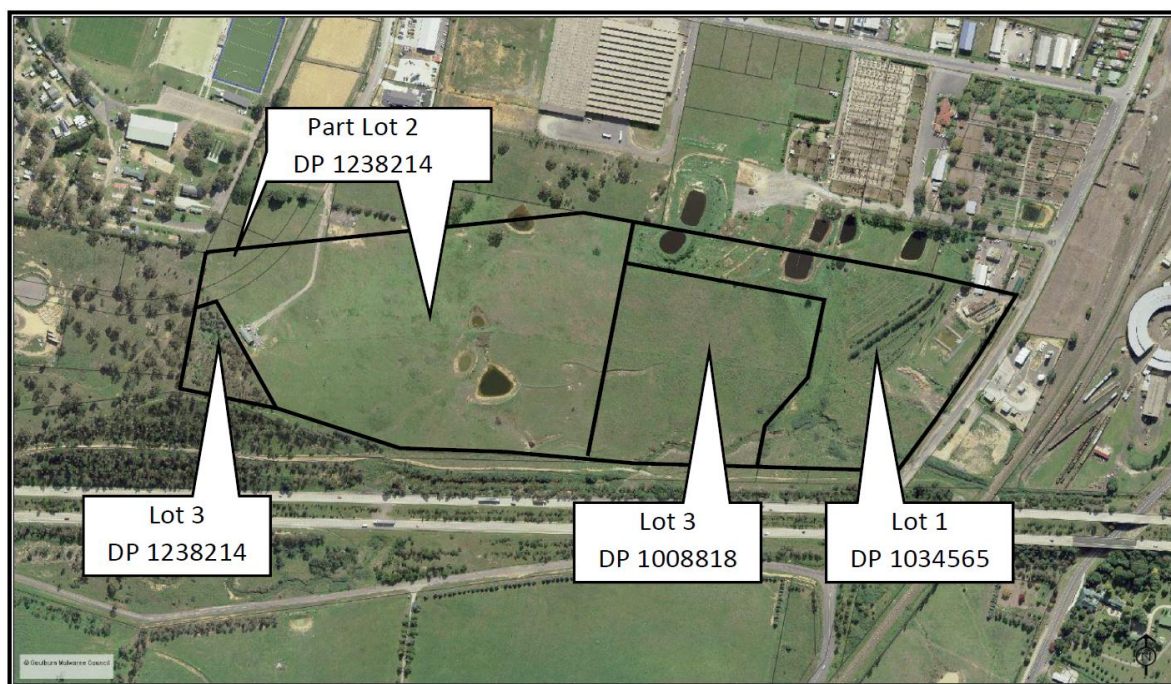 Part Lot 2
DP 1238214
Lot 3
DP 1238214
Lot 3
DP 1008818
Lot 1
DP 1034565
© Goulburn Mulwaree Council